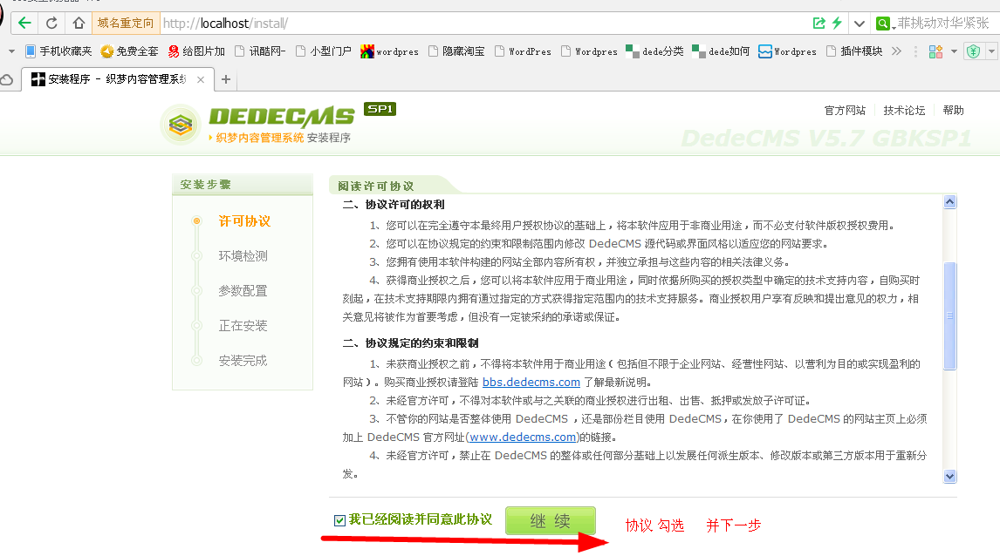 域名重定向 http://localhost/install/ 菲挑动对华紧张
手机收藏夹 免费全套 给图片加 讯酷网- 小型门户 wordpres 隐藏淘宝 WordPres Wordpres dede分类 dede如何 Wordpres 插件模块
安装程序 - 织梦内容管理系统
DEDECMS SP1
织梦内容管理系统 安装程序
官方网站 技术论坛 帮助
DedeCMS V5.7 GBKSP1
安装步骤
许可协议
环境检测
参数配置
正在安装
安装完成
阅读许可协议
二、协议许可的权利
1、您可以在完全遵守本最终用户授权协议的基础上，将本软件应用于非商业用途，而不必支付软件版权授权费用。
2、您可以在协议规定的约束和限制范围内修改 DedeCMS 源代码或界面风格以适应您的网站要求。
3、您拥有使用本软件构建的网站全部内容所有权，并独立承担与这些内容的相关法律义务。
4、获得商业授权之后，您可以将本软件应用于商业用途，同时依据所购买的授权类型中确定的技术支持内容，自购买时
刻起，在技术支持期限内拥有通过指定的方式获得指定范围内的技术支持服务。商业授权用户享有反映和提出意见的权力，相
关意见将被作为首要考虑，但没有一定被采纳的承诺或保证。
二、协议规定的约束和限制
1、未获商业授权之前，不得将本软件用于商业用途（包括但不限于企业网站、经营性网站、以营利为目的或实现盈利的
网站）。购买商业授权请登陆 bbs.dedecms.com 了解最新说明。
2、未经官方许可，不得对本软件或与之关联的商业授权进行出租、出售、抵押或发放子许可证。
3、不管你的网站是否整体使用 DedeCMS ，还是部份栏目使用 DedeCMS，在你使用了 DedeCMS 的网站主页上必须
加上 DedeCMS 官方网址(www.dedecms.com)的链接。
4、未经官方许可，禁止在 DedeCMS 的整体或任何部分基础上以发展任何派生版本、修改版本或第三方版本用于重新分
发。
我已经阅读并同意此协议 继 续 协议 勾选 并下一步